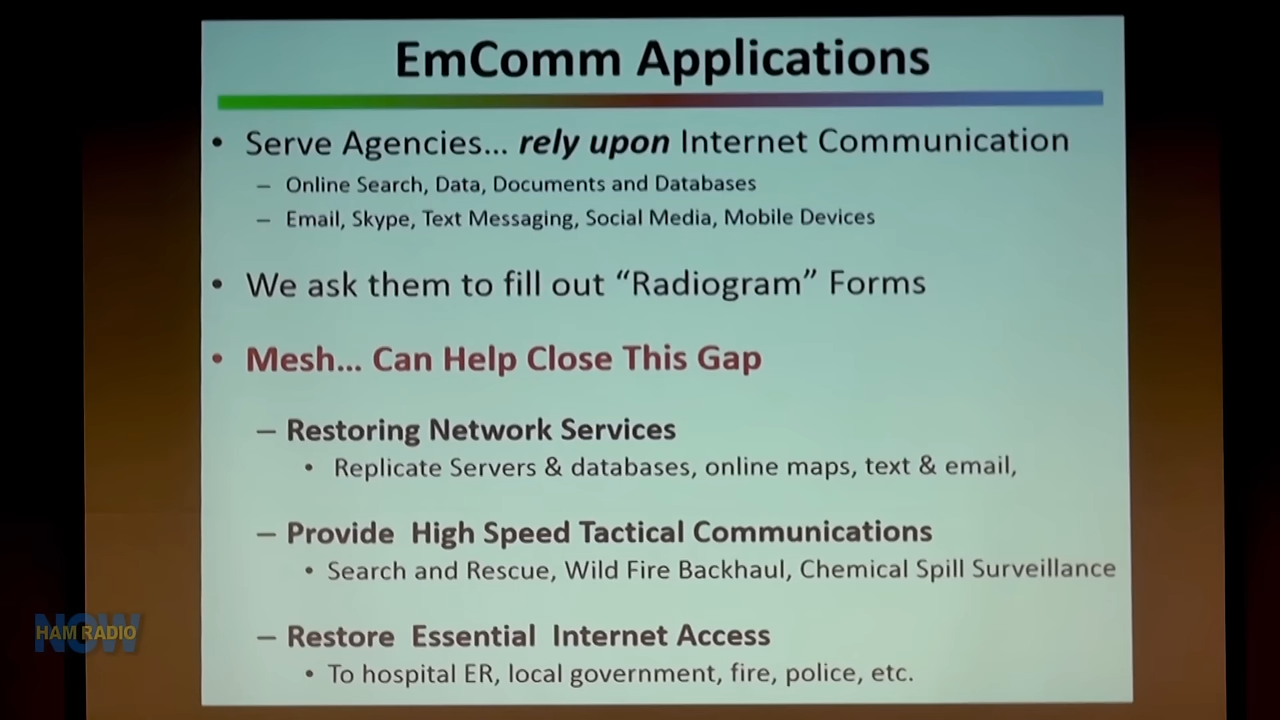 EmComm Applications
• Serve Agencies... rely upon Internet Communication
– Online Search, Data, Documents and Databases
– Email, Skype, Text Messaging, Social Media, Mobile Devices
• We ask them to fill out “Radiogram” Forms
• Mesh... Can Help Close This Gap
– Restoring Network Services
• Replicate Servers & databases, online maps, text & email,
– Provide High Speed Tactical Communications
• Search and Rescue, Wild Fire Backhaul, Chemical Spill Surveillance
– Restore Essential Internet Access
• To hospital ER, local government, fire, police, etc.
NOW
HAM RADIO